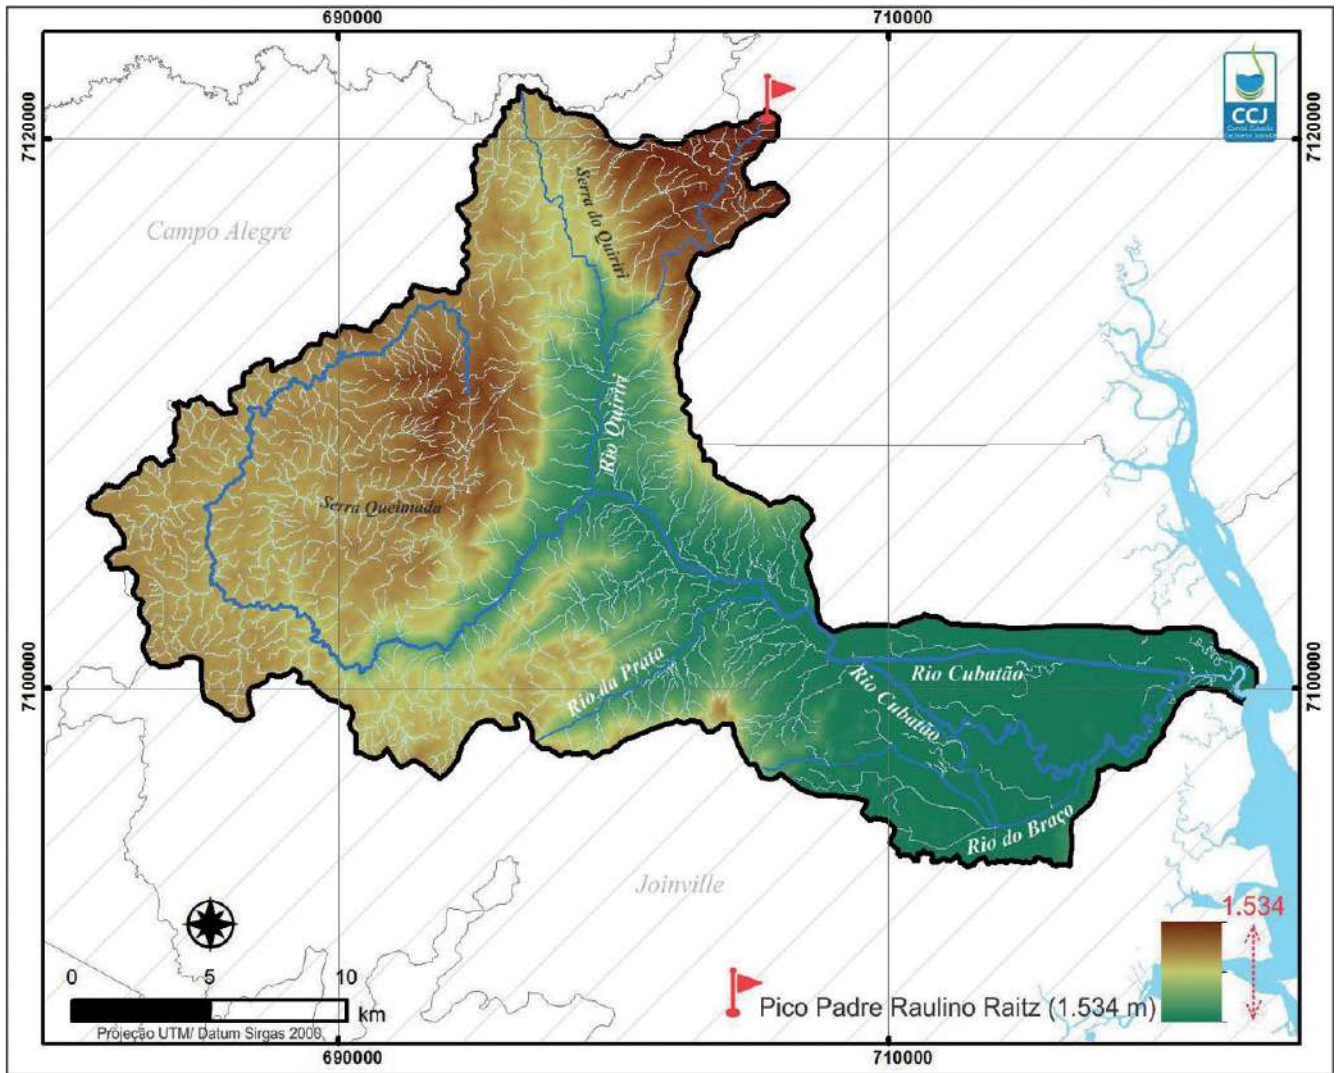 690000
710000
CCJ
Comitê Cubatão
7120000
7120000
Campo Alegre
Serra do Quiriri
Rio Quiriri
Serra Queimada
7100000
7100000
Rio da Prata
Rio Cubatão
Rio Cubatão
Rio do Braço
Joinville
1.534
0
5
10
km
Projeção UTM/ Datum Sirgas 2000
Pico Padre Raulino Raitz (1.534 m)
690000
710000